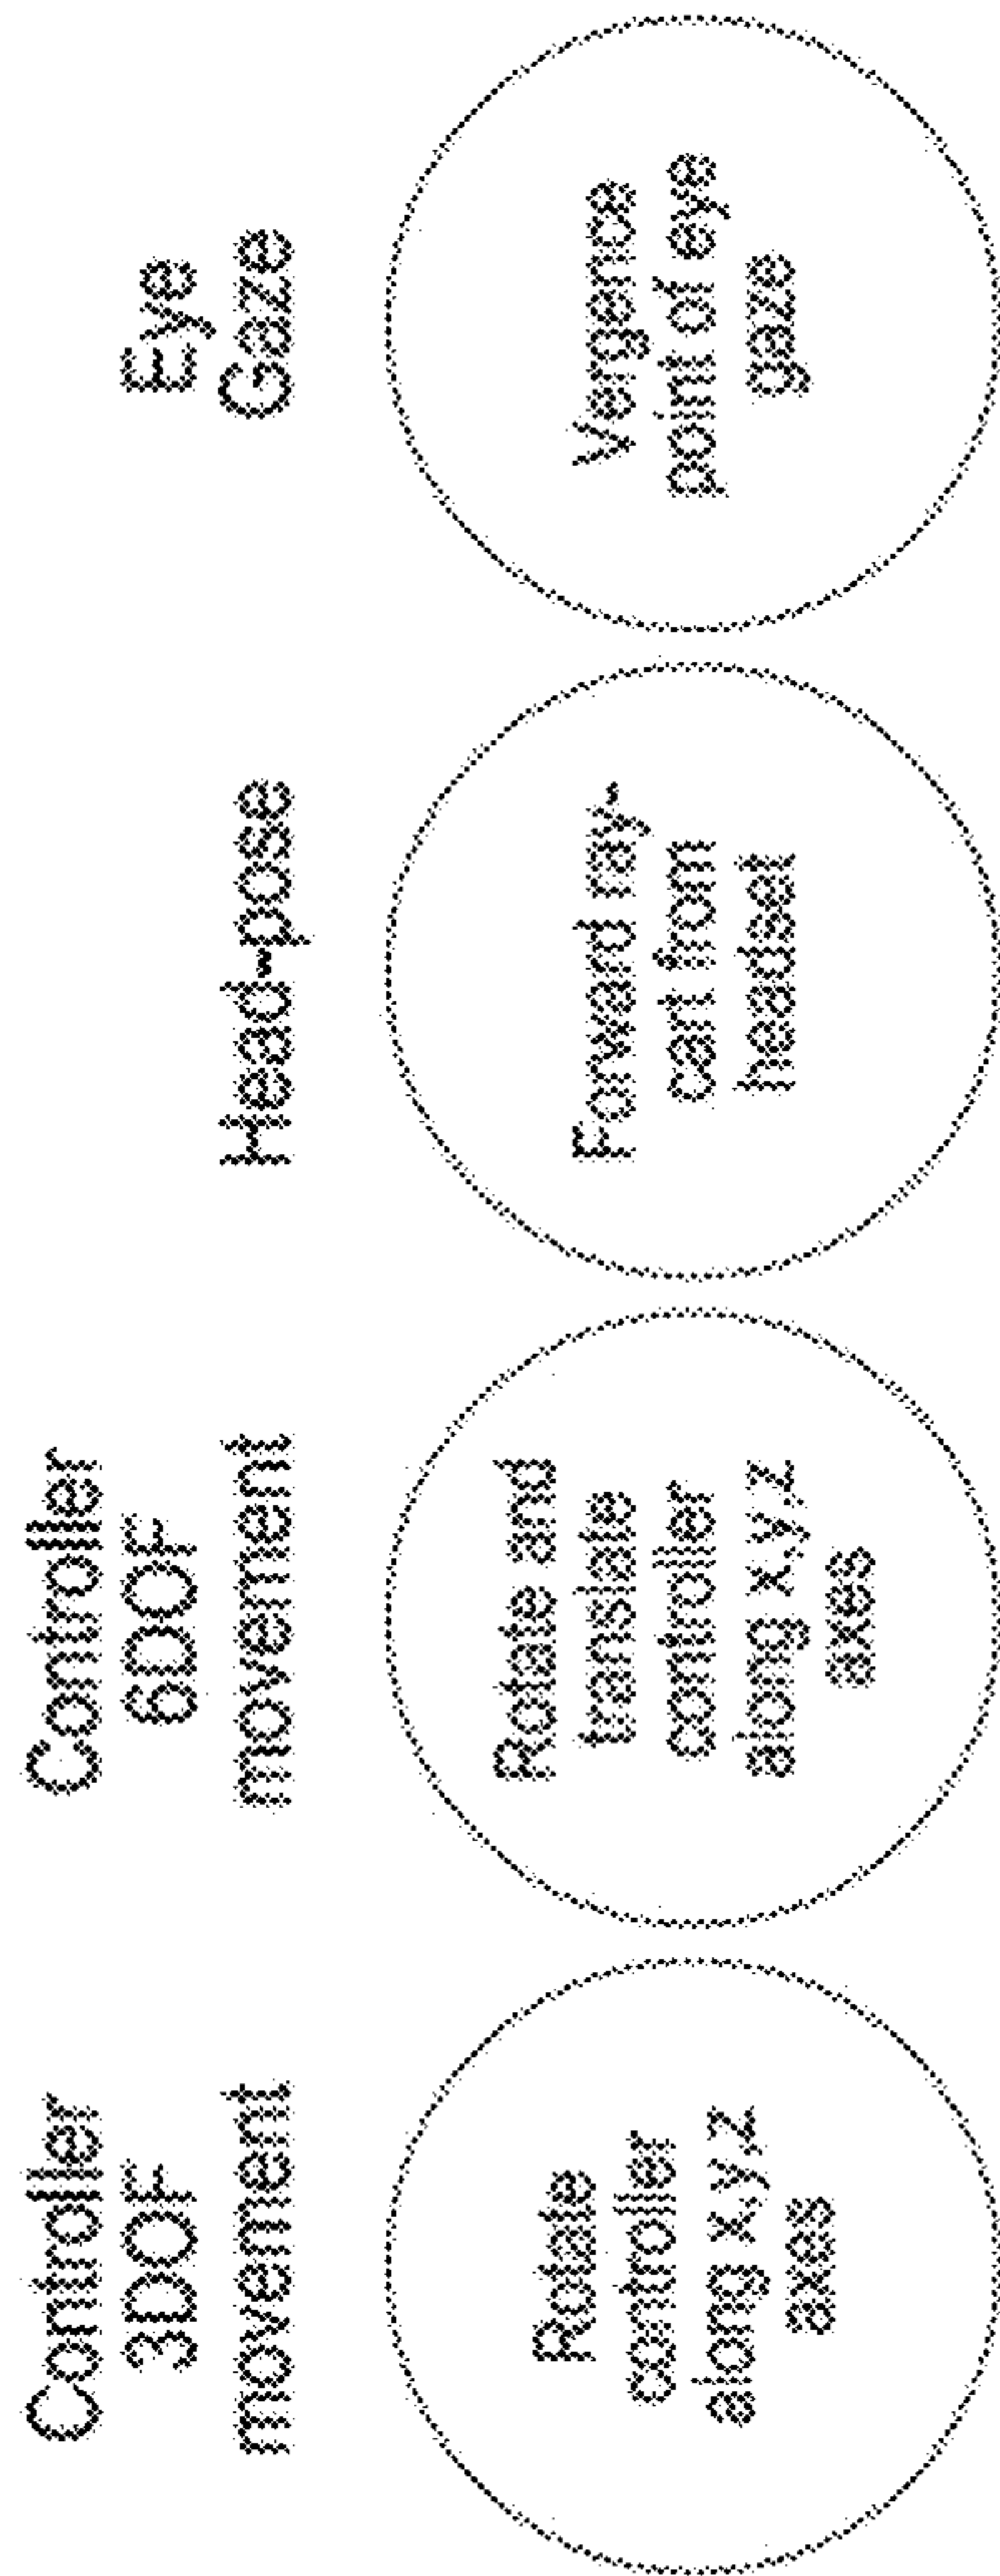 Controller
3DOF
movement
Rotate
controller
along x,y,z
axes
Controller
6DOF
movement
Rotate and
translate
controller
along x,y,z
axes
Head-pose
Forward ray-
cart from
headset
Eye
Gaze
Vergence
point of eye
gaze